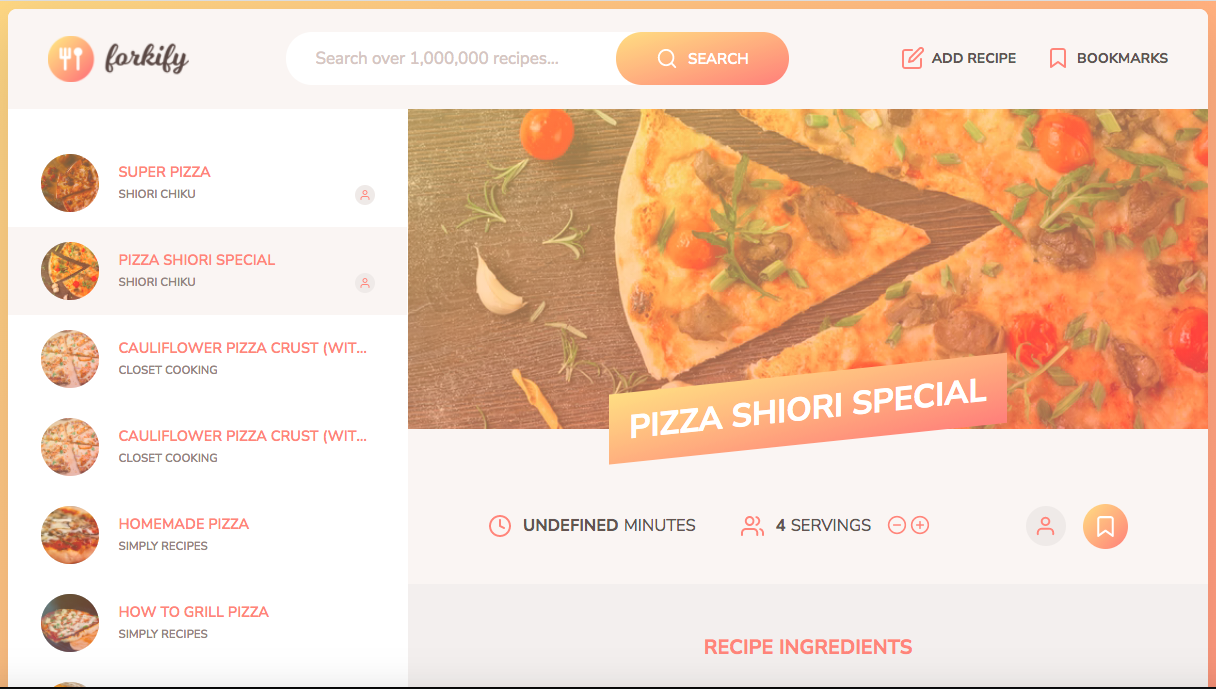 forkify
Search over 1,000,000 recipes...
SEARCH
ADD RECIPE
BOOKMARKS
SUPER PIZZA
SHIORI CHIKU
PIZZA SHIORI SPECIAL
SHIORI CHIKU
CAULIFLOWER PIZZA CRUST (WIT...
CLOSET COOKING
CAULIFLOWER PIZZA CRUST (WIT...
CLOSET COOKING
HOMEMADE PIZZA
SIMPLY RECIPES
HOW TO GRILL PIZZA
SIMPLY RECIPES
PIZZA SHIORI SPECIAL
UNDEFINED MINUTES
4 SERVINGS
RECIPE INGREDIENTS